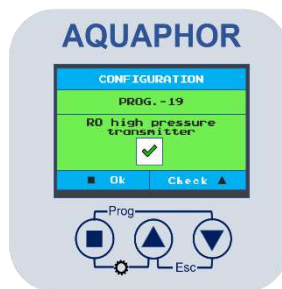 AQUAPHOR
CONFIGURATION
PROG.-19
RO high pressure
transmitter
■ Ok Check ▲
Prog
Esc